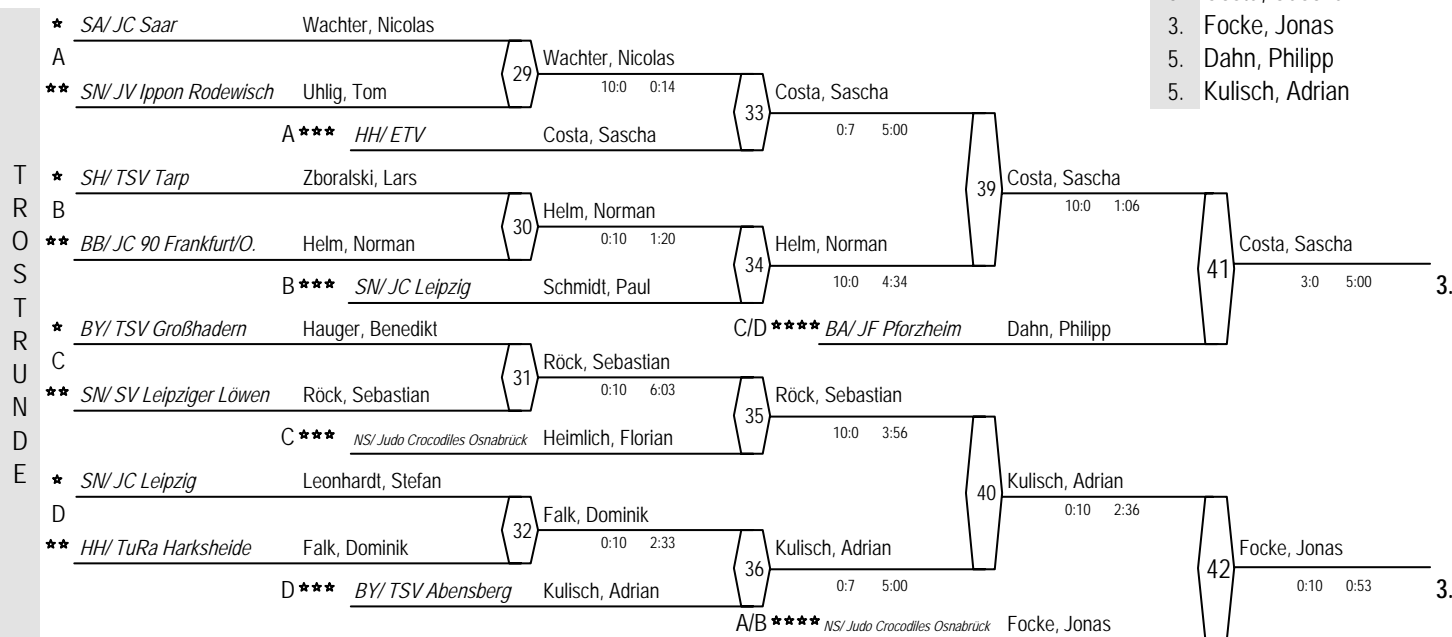 3. Focke, Jonas
5. Dahn, Philipp
5. Kulisch, Adrian
TROSTRUNDE
* SA/ JC Saar Wachter, Nicolas
A
29 Wachter, Nicolas
10:0 0:14
** SN/ JV Ippon Rodewisch Uhlig, Tom
33 Costa, Sascha
0:7 5:00
A *** HH/ ETV Costa, Sascha
* SH/ TSV Tarp Zboralski, Lars
39 Costa, Sascha
10:0 1:06
B
30 Helm, Norman
0:10 1:20
** BB/ JC 90 Frankfurt/O. Helm, Norman
34 Helm, Norman
10:0 4:34
41 Costa, Sascha
3:0 5:00 3.
B *** SN/ JC Leipzig Schmidt, Paul
* BY/ TSV Großhadern Hauger, Benedikt
C/D **** BA/ JF Pforzheim Dahn, Philipp
C
31 Röck, Sebastian
0:10 6:03
** SN/ SV Leipziger Löwen Röck, Sebastian
35 Röck, Sebastian
10:0 3:56
C *** NS/ Judo Crocodiles Osnabrück Heimlich, Florian
* SN/ JC Leipzig Leonhardt, Stefan
40 Kulisch, Adrian
0:10 2:36
D
32 Falk, Dominik
0:10 2:33
** HH/ TuRa Harksheide Falk, Dominik
36 Kulisch, Adrian
0:7 5:00
42 Focke, Jonas
0:10 0:53 3.
D *** BY/ TSV Abensberg Kulisch, Adrian
A/B **** NS/ Judo Crocodiles Osnabrück Focke, Jonas